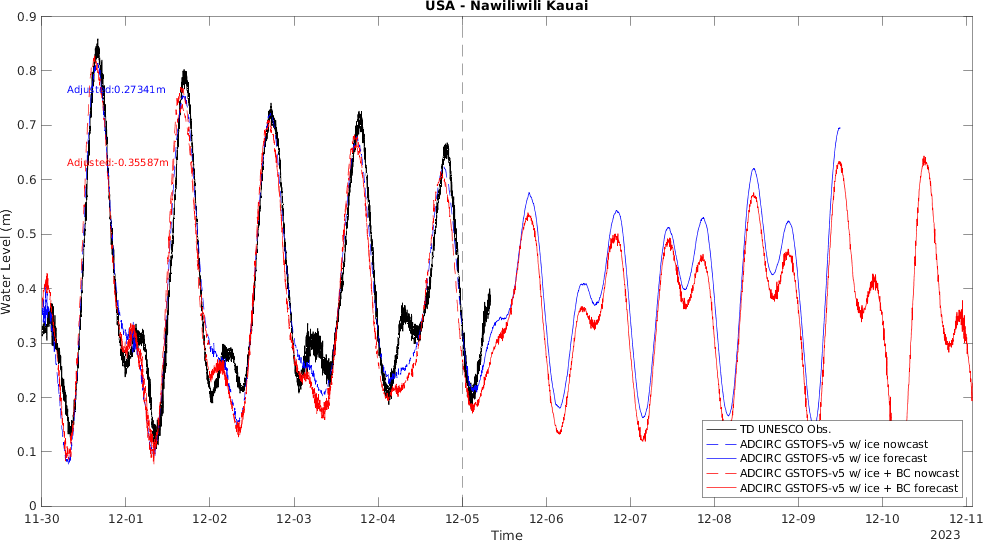 USA - Nawiliwili Kauai
0.9
0.8
0.7
0.6
0.5
0.4
0.3
0.2
0.1
0
Water Level (m)
Adjusted:0.27341m
Adjusted:-0.35587m
TD UNESCO Obs.
ADCIRC GSTOFS-v5 w/ ice nowcast
ADCIRC GSTOFS-v5 w/ ice forecast
ADCIRC GSTOFS-v5 w/ ice + BC nowcast
ADCIRC GSTOFS-v5 w/ ice + BC forecast
11-30 12-01 12-02 12-03 12-04 12-05 12-06 12-07 12-08 12-09 12-10 12-11
Time
2023